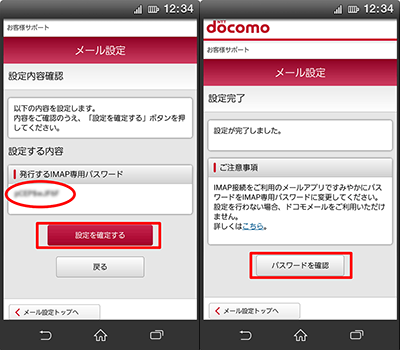 12:34
お客様サポート
メール設定
設定内容確認
以下の内容を設定します。
内容をご確認のうえ、「設定を確定する」ボタンを押
してください。
設定する内容
発行するIMAP専用パスワード
設定を確定する
戻る
メール設定トップへ
12:34
NTT
docomo
お客様サポート
メール設定
設定完了
設定が完了しました。
ご注意事項
IMAP接続をご利用のメールアプリですみやかにパス
ワードをIMAP専用パスワードに変更してください。
設定を行わない場合、ドコモメールをご利用いただけ
ません。
詳しくはこちら。
パスワードを確認
メール設定トップへ